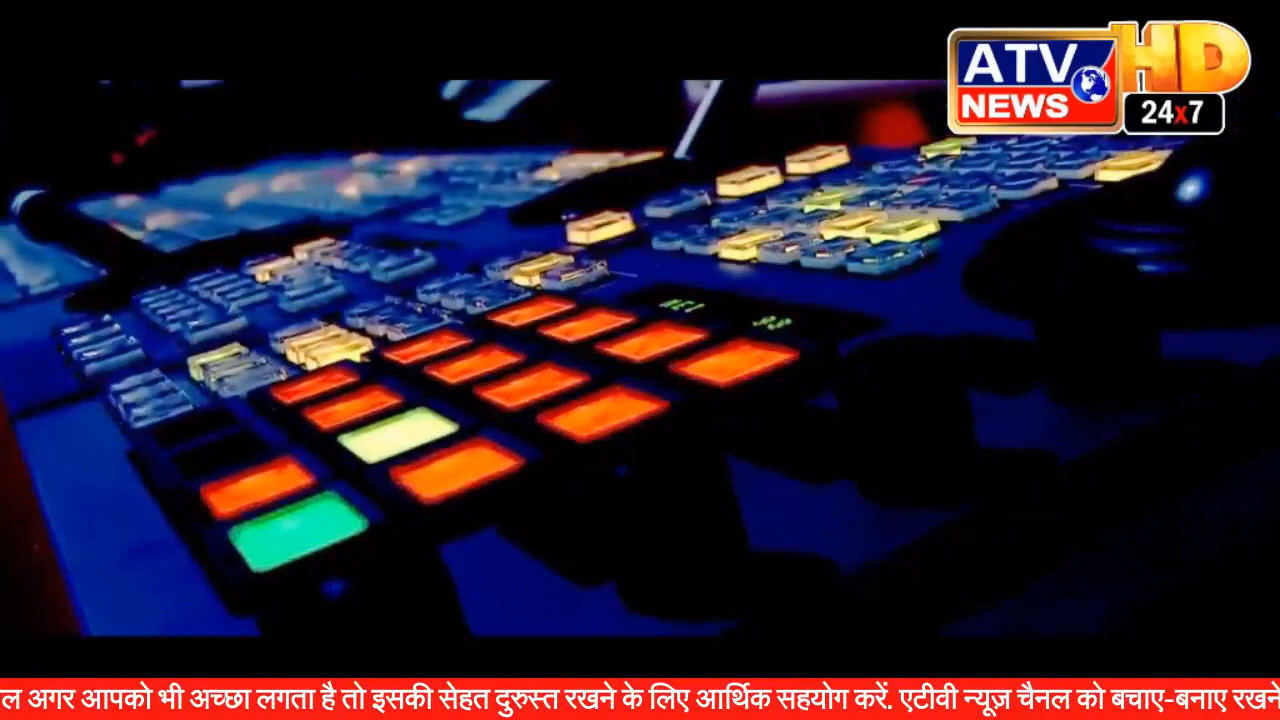 ATV HD
NEWS
24x7
ल अगर आपको भी अच्छा लगता है तो इसकी सेहत दुरुस्त रखने के लिए आर्थिक सहयोग करें. एटीवी न्यूज़ चैनल को बचाए-बनाए रखने